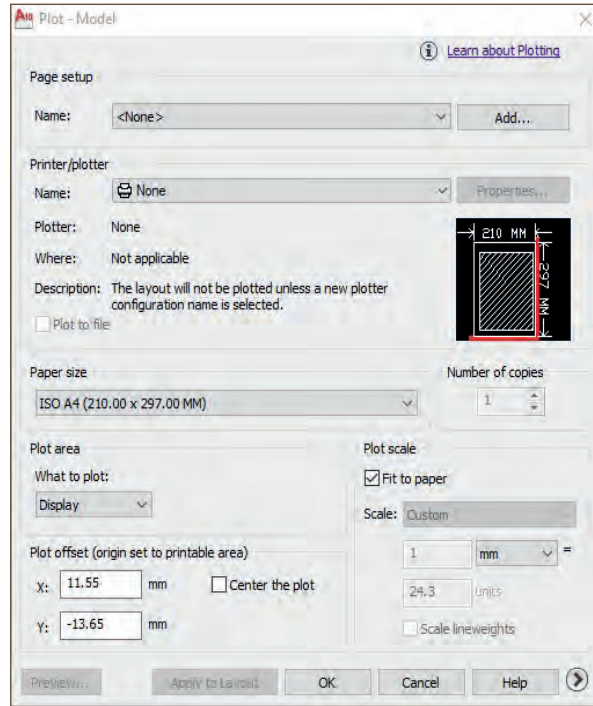 A10 Plot - Model
Learn about Plotting
Page setup
Name: <None> Add...
Printer/plotter
Name: None Properties...
Plotter: None
Where: Not applicable
Description: The layout will not be plotted unless a new plotter
configuration name is selected.
Plot to file
210 MM
297 MM
Paper size
ISO A4 (210.00 x 297.00 MM)
Number of copies
1
Plot area
What to plot:
Display
Plot scale
Fit to paper
Scale: Custom
1 mm =
24.3 units
Scale lineweights
Plot offset (origin set to printable area)
X: 11.55 mm Center the plot
Y: -13.65 mm
Preview... Apply to Layout OK Cancel Help